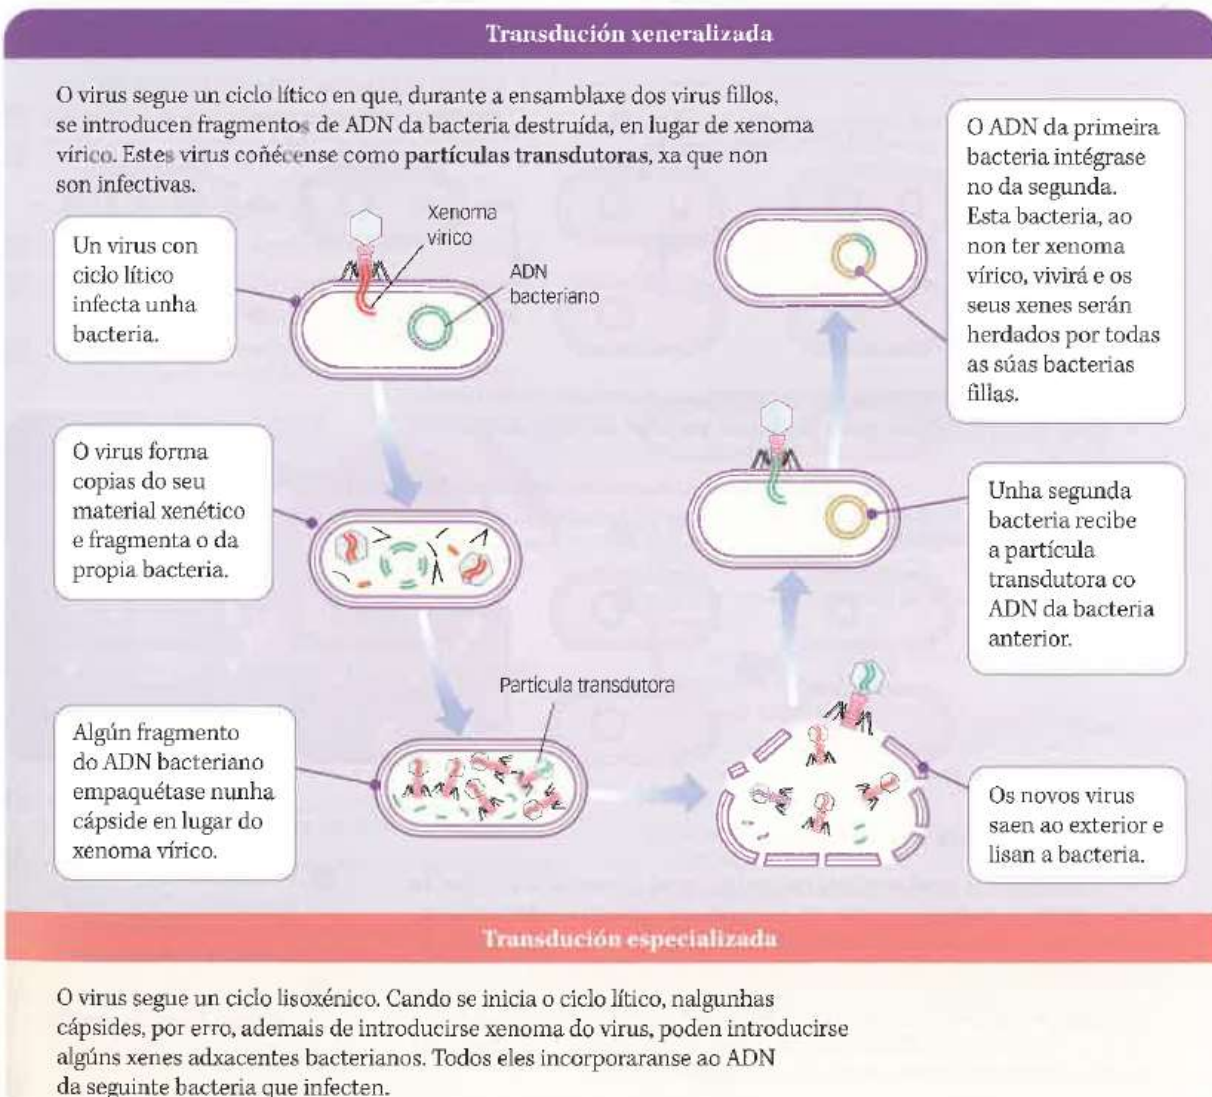 Transdución xeneralizada
O virus segue un ciclo lítico en que, durante a ensamblaxe dos virus fillos,
se introducen fragmentos de ADN da bacteria destruída, en lugar de xenoma
vírico. Estes virus coñécense como partículas transdutoras, xa que non
son infectivas.
Un virus con
ciclo lítico
infecta unha
bacteria.
Xenoma
vírico
ADN
bacteriano
O virus forma
copias do seu
material xenético
e fragmenta o da
propia bacteria.
Algún fragmento
do ADN bacteriano
empaquétase nunha
cápside en lugar do
xenoma vírico.
Partícula transdutora
Os novos virus
saen ao exterior e
lisan a bacteria.
Unha segunda
bacteria recibe
a partícula
transdutora co
ADN da bacteria
anterior.
O ADN da primeira
bacteria intégrase
no da segunda.
Esta bacteria, ao
non ter xenoma
vírico, vivirá e os
seus xenes serán
herdados por todas
as súas bacterias
fillas.
Transdución especializada
O virus segue un ciclo lisoxénico. Cando se inicia o ciclo lítico, nalgunhas
cápsides, por erro, ademais de introducirse xenoma do virus, poden introducirse
algúns xenes adxacentes bacterianos. Todos eles incorporaranse ao ADN
da seguinte bacteria que infecten.